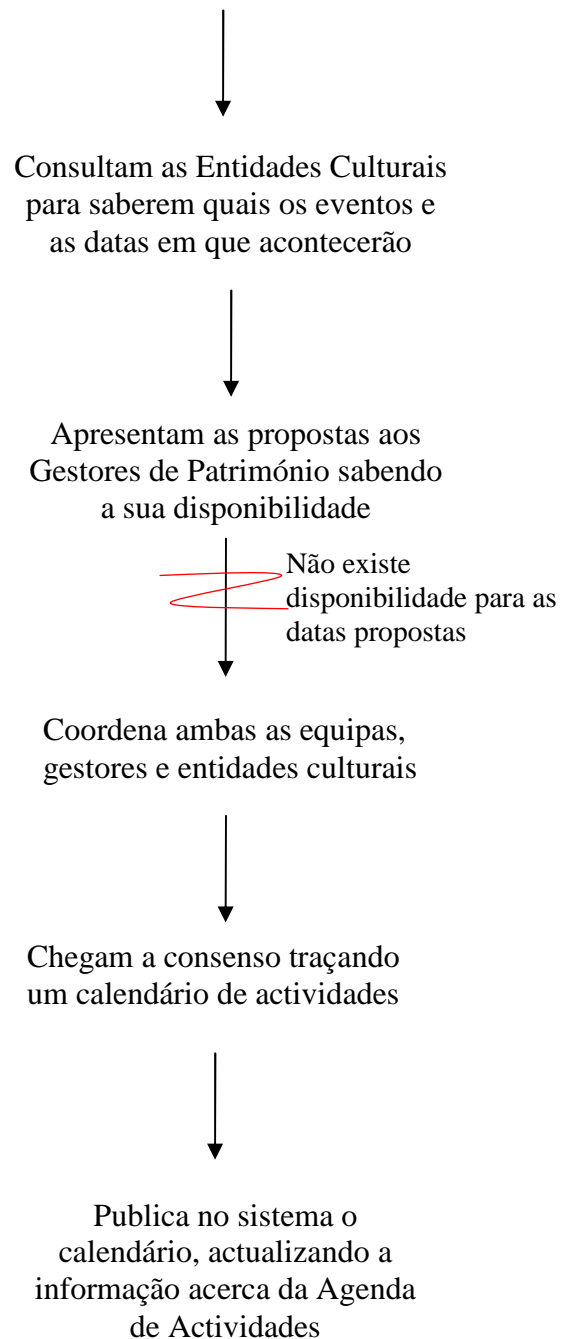 Consultam as Entidades Culturais
para saberem quais os eventos e
as datas em que acontecerão
Apresentam as propostas aos
Gestores de Património sabendo
a sua disponibilidade
Não existe
disponibilidade para as
datas propostas
Coordena ambas as equipas,
gestores e entidades culturais
Chegam a consenso traçando
um calendário de actividades
Publica no sistema o
calendário, actualizando a
informação acerca da Agenda
de Actividades